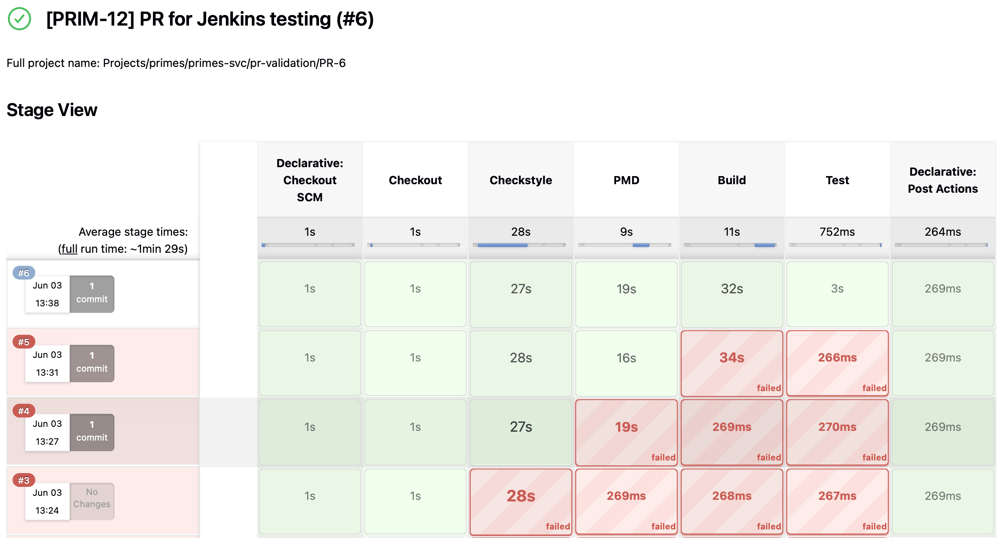 [PRIM-12] PR for Jenkins testing (#6)
Full project name: Projects/primes/primes-svc/pr-validation/PR-6
Stage View
Declarative:
Checkout
SCM
Checkout
Checkstyle
PMD
Build
Test
Declarative:
Post Actions
Average stage times:
(full run time: ~1min 29s)
1s
1s
28s
9s
11s
752ms
264ms
#6
Jun 03
13:38
1
commit
1s
1s
27s
19s
32s
3s
269ms
#5
Jun 03
13:31
1
commit
1s
1s
28s
16s
34s
failed
266ms
failed
269ms
#4
Jun 03
13:27
1
commit
1s
1s
27s
19s
failed
269ms
failed
270ms
failed
269ms
#3
Jun 03
13:24
No
Changes
1s
1s
28s
failed
269ms
failed
268ms
failed
267ms
failed
269ms